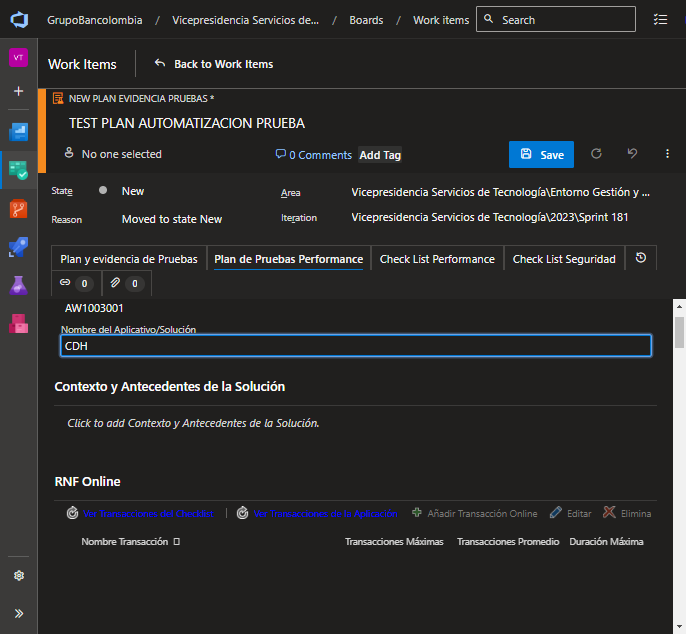 GrupoBancolombia / Vicepresidencia Servicios de... / Boards / Work items Search
VT
Work Items Back to Work Items
NEW PLAN EVIDENCIA PRUEBAS *
TEST PLAN AUTOMATIZACION PRUEBA
No one selected 0 Comments Add Tag Save
State New Area Vicepresidencia Servicios de Tecnología\Entorno Gestión y ...
Reason Moved to state New Iteration Vicepresidencia Servicios de Tecnología\2023\Sprint 181
Plan y evidencia de Pruebas Plan de Pruebas Performance Check List Performance Check List Seguridad
0 0
AW1003001
Nombre del Aplicativo/Solución
CDH
Contexto y Antecedentes de la Solución
Click to add Contexto y Antecedentes de la Solución.
RNF Online
Ver Transacciones del Checklist | Ver Transacciones de la Aplicación Añadir Transacción Online Editar Elimina
Nombre Transacción Transacciones Máximas Transacciones Promedio Duración Máxima